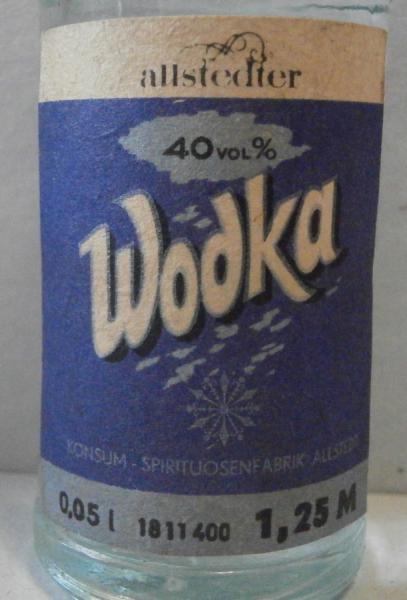 allstedter
40 VOL%
Wodka
KONSUM - SPIRITUOSENFABRIK ALLSTEDT
0,05 l 1811400 1,25 M